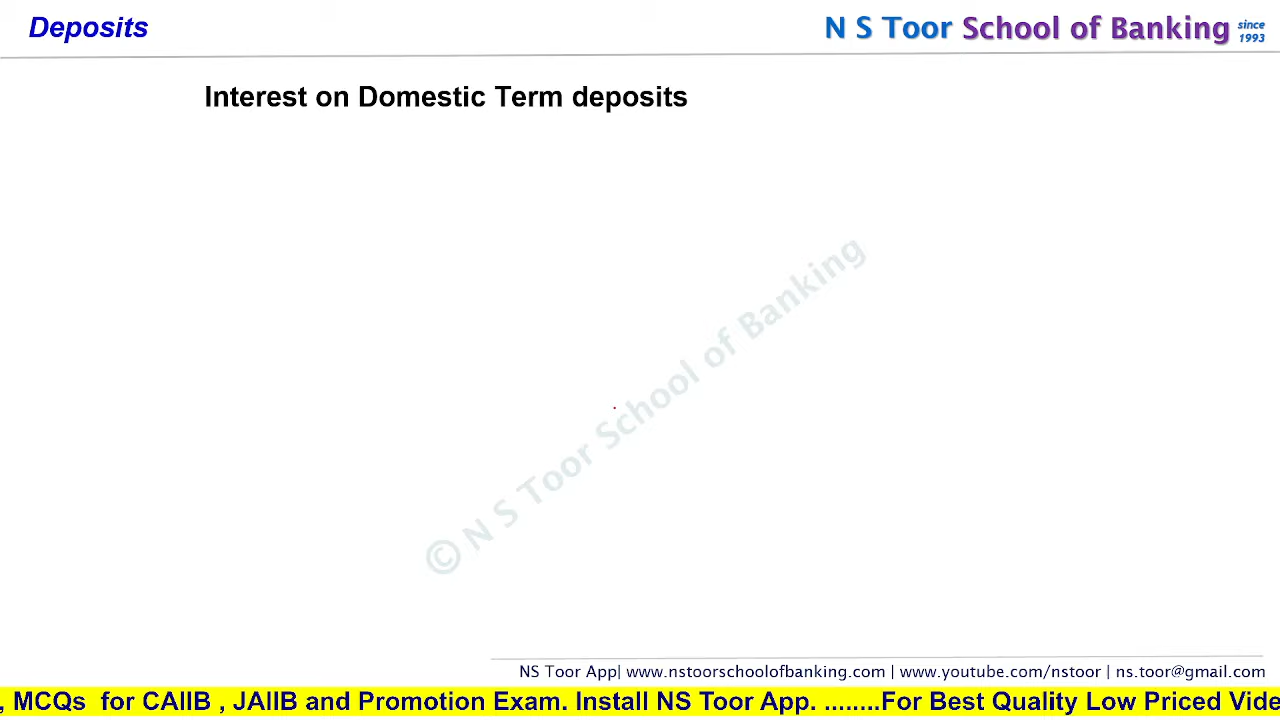 Deposits
N S Toor School of Banking since 1993
Interest on Domestic Term deposits
© N S Toor School of Banking
NS Toor App| www.nstoorschoolofbanking.com | www.youtube.com/nstoor | ns.toor@gmail.com
, MCQs for CAIIB , JAIIB and Promotion Exam. Install NS Toor App. ........For Best Quality Low Priced Vide